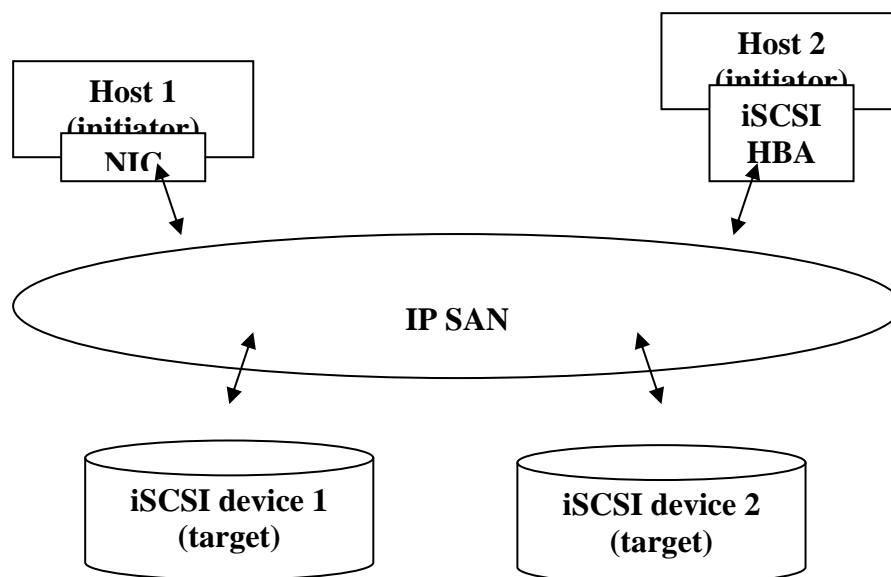 Host 1
(initiator)
NIC
Host 2
(initiator)
iSCSI
HBA
IP SAN
iSCSI device 1
(target)
iSCSI device 2
(target)